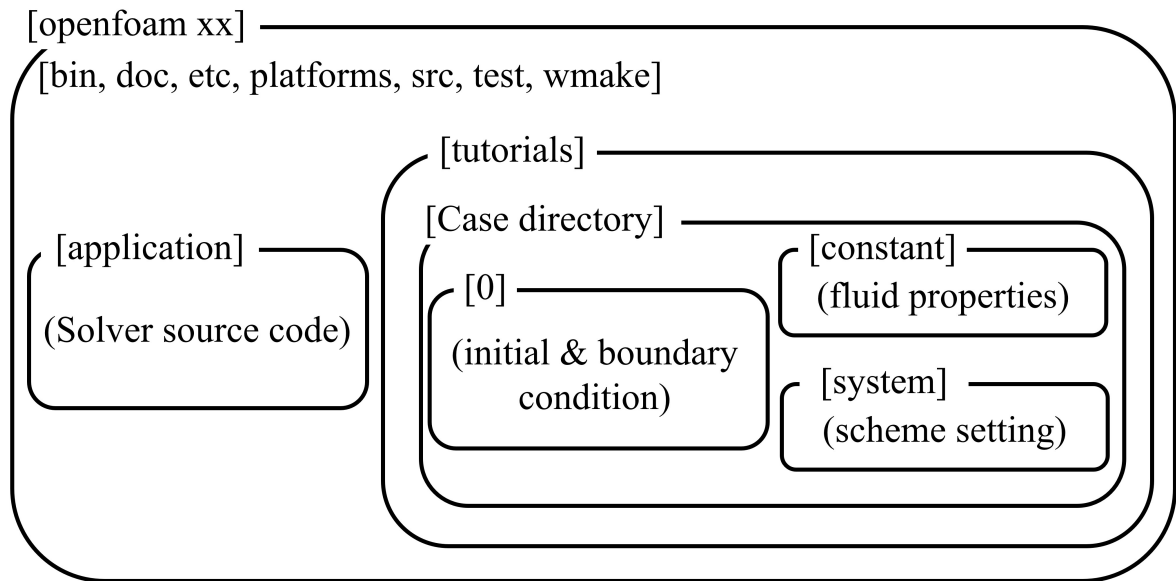 [openfoam xx]
[bin, doc, etc, platforms, src, test, wmake]
[tutorials]
[Case directory]
[application]
(Solver source code)
[0]
(initial & boundary
condition)
[constant]
(fluid properties)
[system]
(scheme setting)